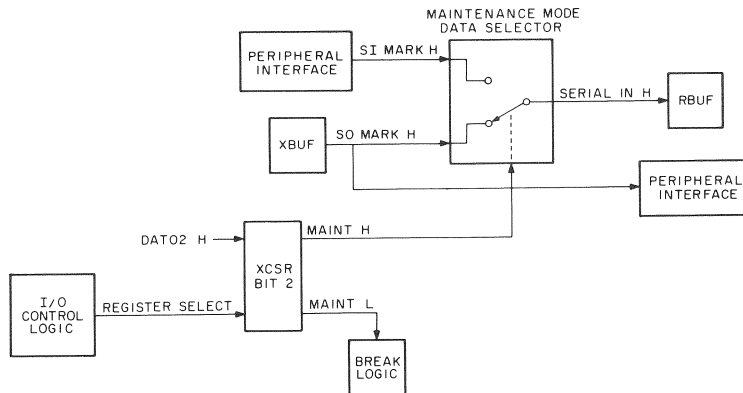 MAINTENANCE MODE
DATA SELECTOR
PERIPHERAL
INTERFACE
SI MARK H
SERIAL IN H
RBUF
XBUF
SO MARK H
PERIPHERAL
INTERFACE
DATO2 H
XCSR
BIT 2
MAINT H
I/O
CONTROL
LOGIC
REGISTER SELECT
MAINT L
BREAK
LOGIC